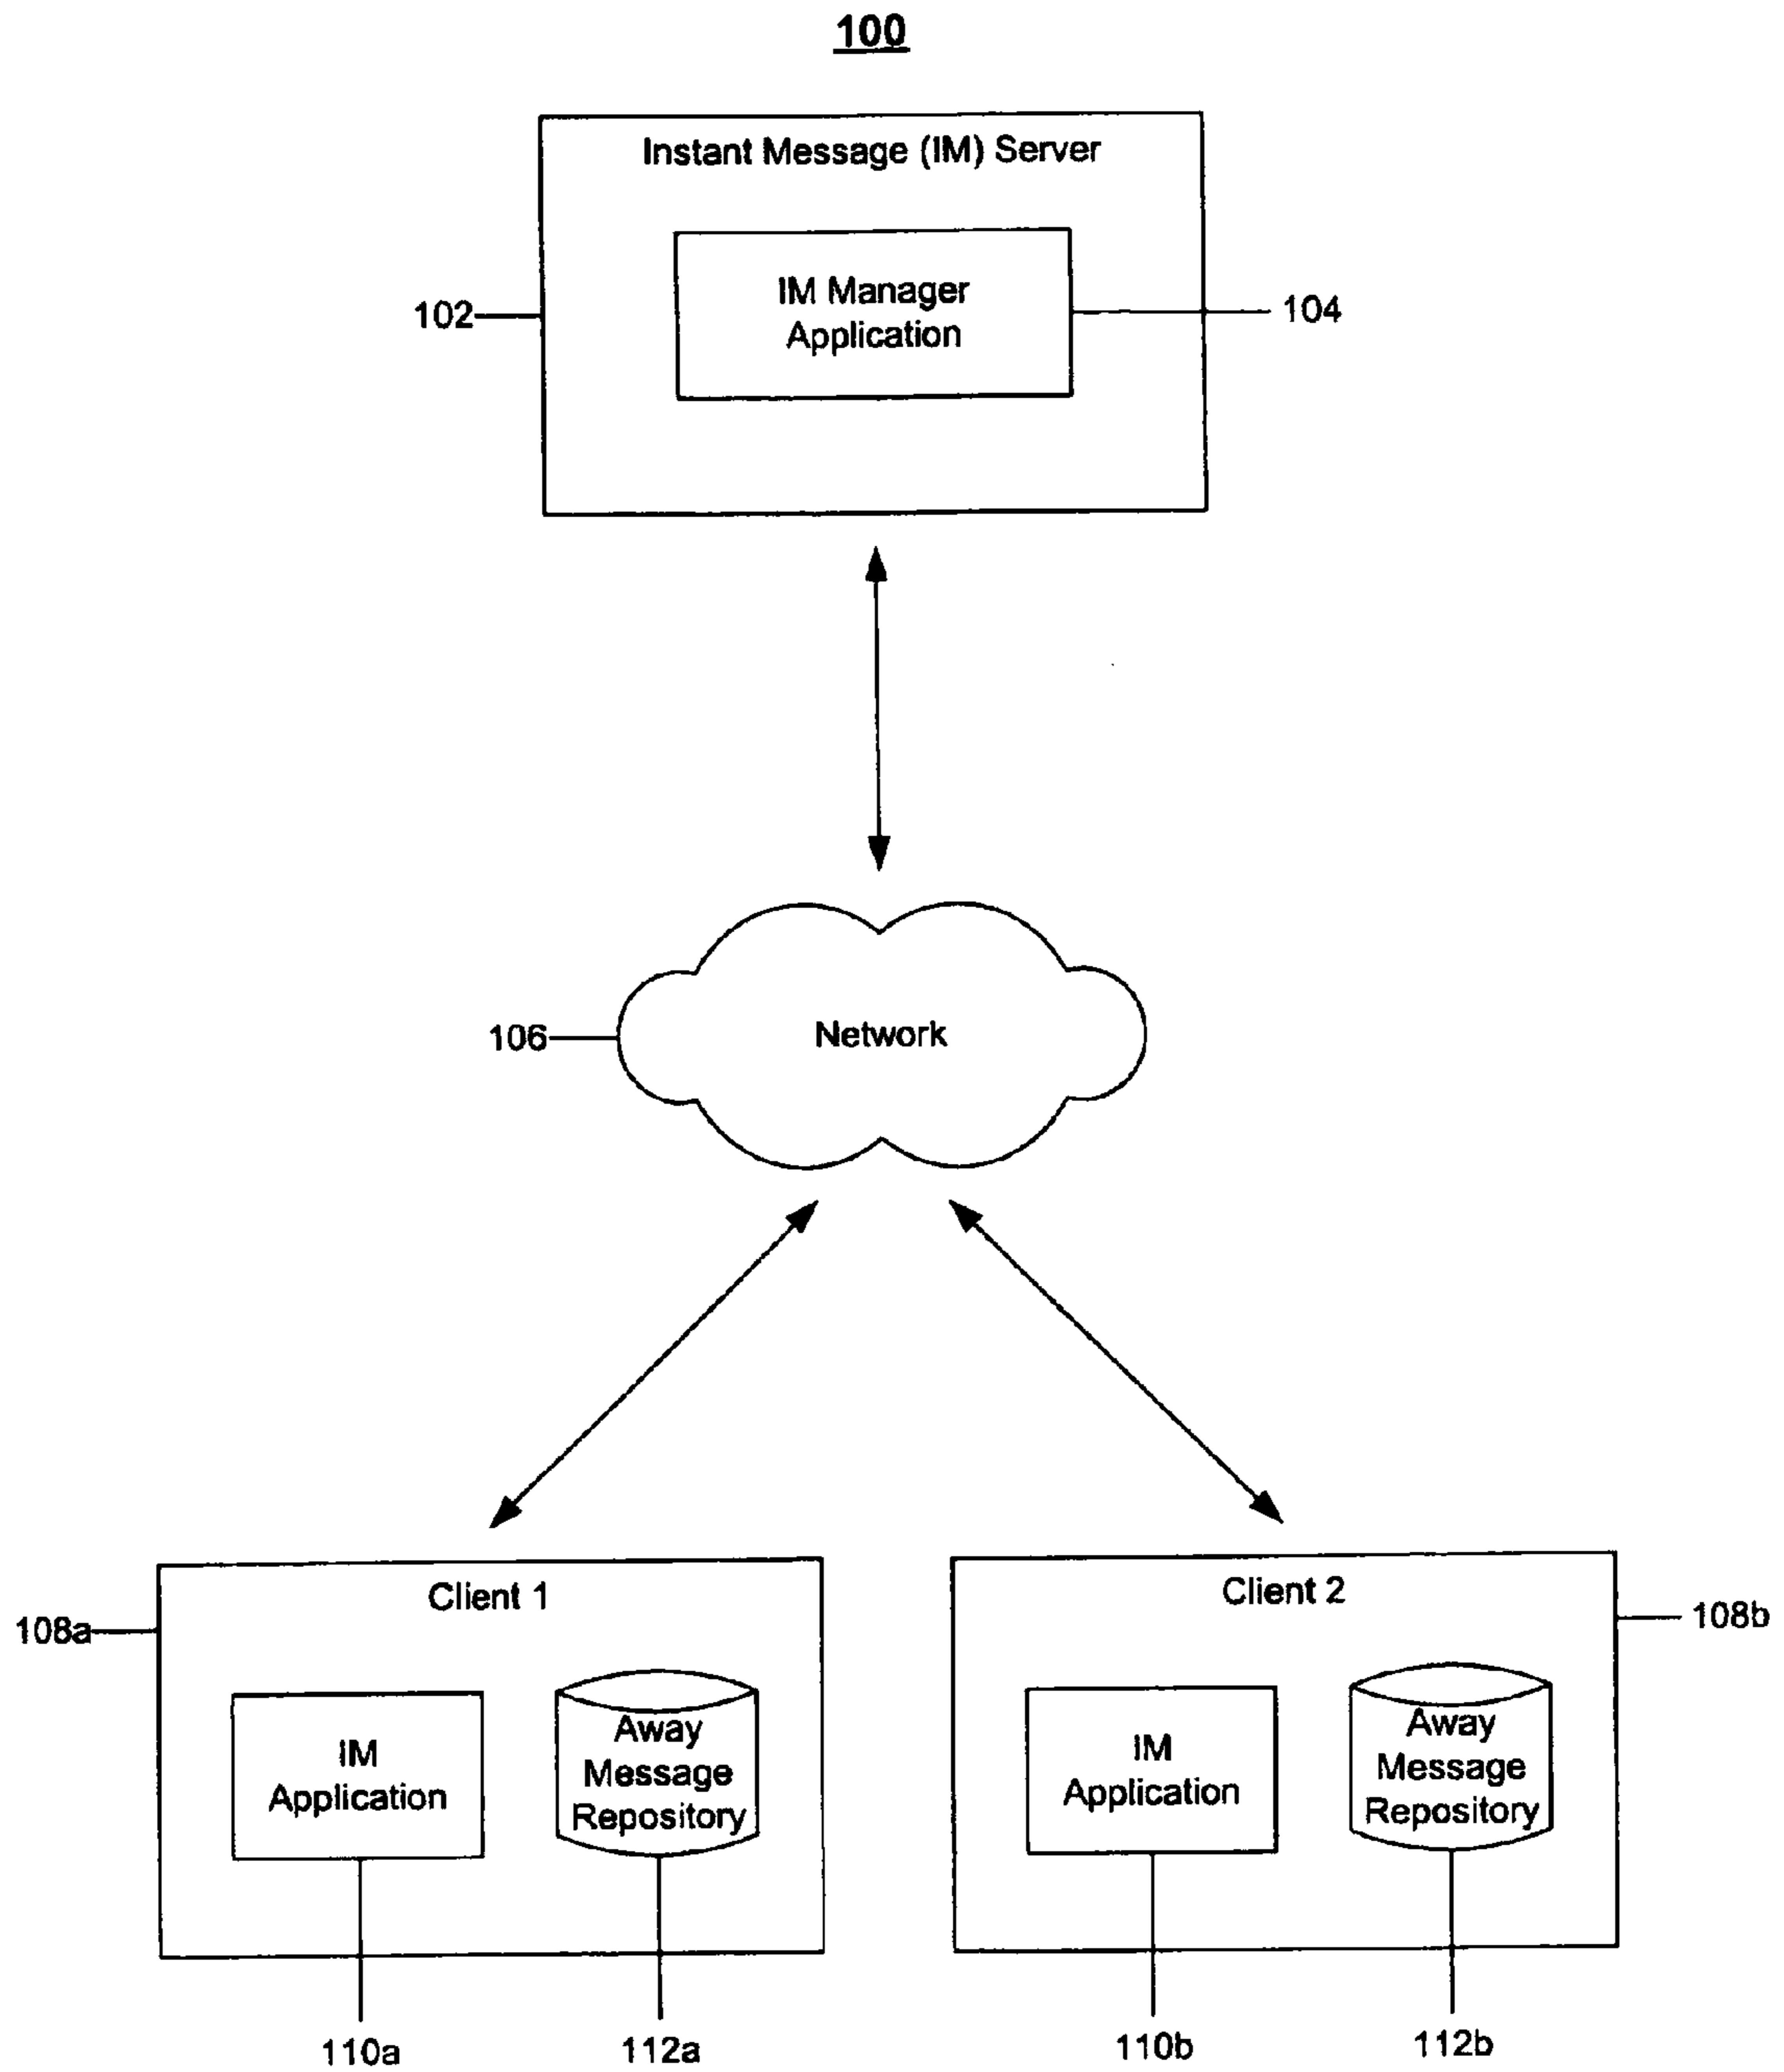 100
Instant Message (IM) Server
IM Manager
Application
102
104
106
Network
Client 1
108a
IM
Application
Away
Message
Repository
110a
112a
Client 2
108b
IM
Application
Away
Message
Repository
110b
112b